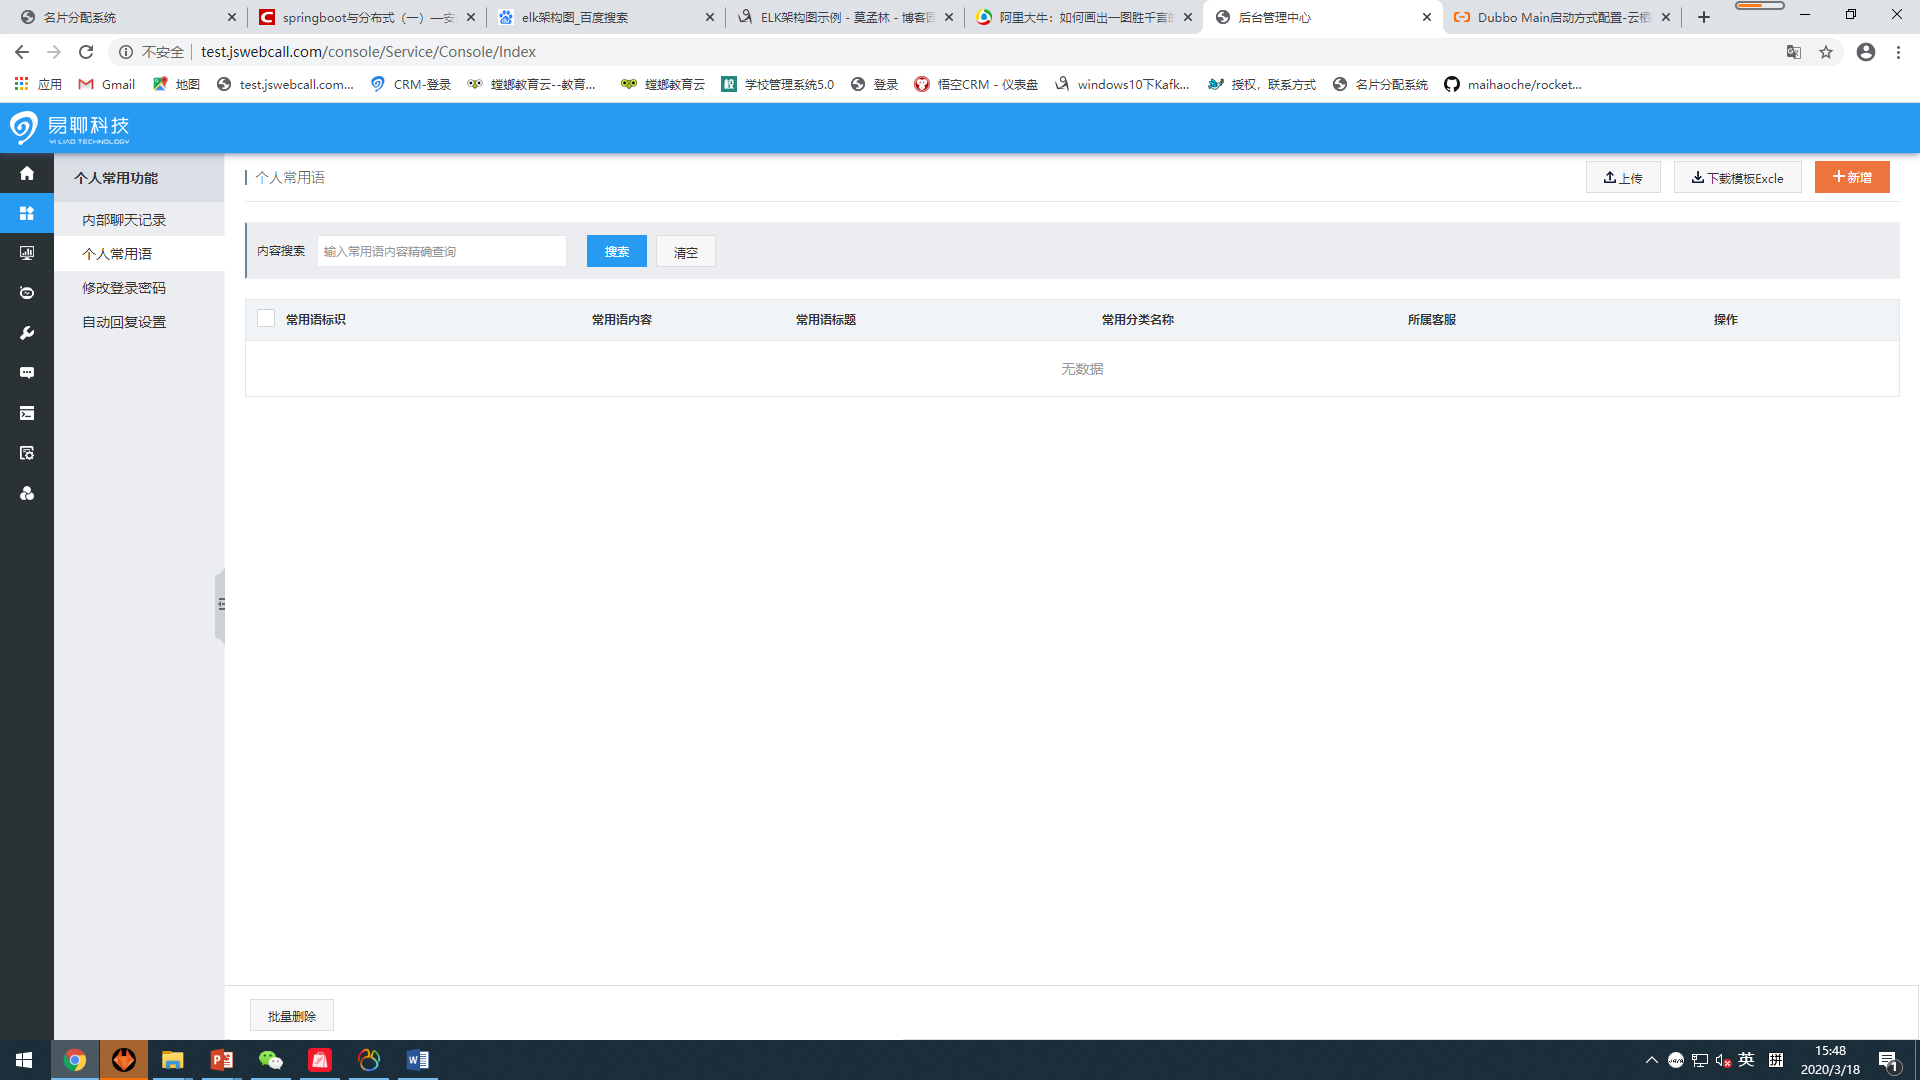 名片分配系统
springboot与分布式（一）—安
elk架构图_百度搜索
ELK架构图示例 - 莫孟林 - 博客园
阿里大牛：如何画出一图胜千言的
后台管理中心
Dubbo Main启动方式配置-云栖
不安全
test.jswebcall.com/console/Service/Console/Index
应用
Gmail
地图
test.jswebcall.com...
CRM-登录
螳螂教育云--教育...
螳螂教育云
学校管理系统5.0
登录
悟空CRM - 仪表盘
windows10下Kafk...
授权，联系方式
名片分配系统
maihaoche/rocket...
易聊科技
YI LIAO TECHNOLOGY
个人常用功能
内部聊天记录
个人常用语
修改登录密码
自动回复设置
个人常用语
上传
下载模板Excle
新增
内容搜索
输入常用语内容精确查询
搜索
清空
常用语标识
常用语内容
常用语标题
常用分类名称
所属客服
操作
无数据
批量删除
英
拼
15:48
2020/3/18
1